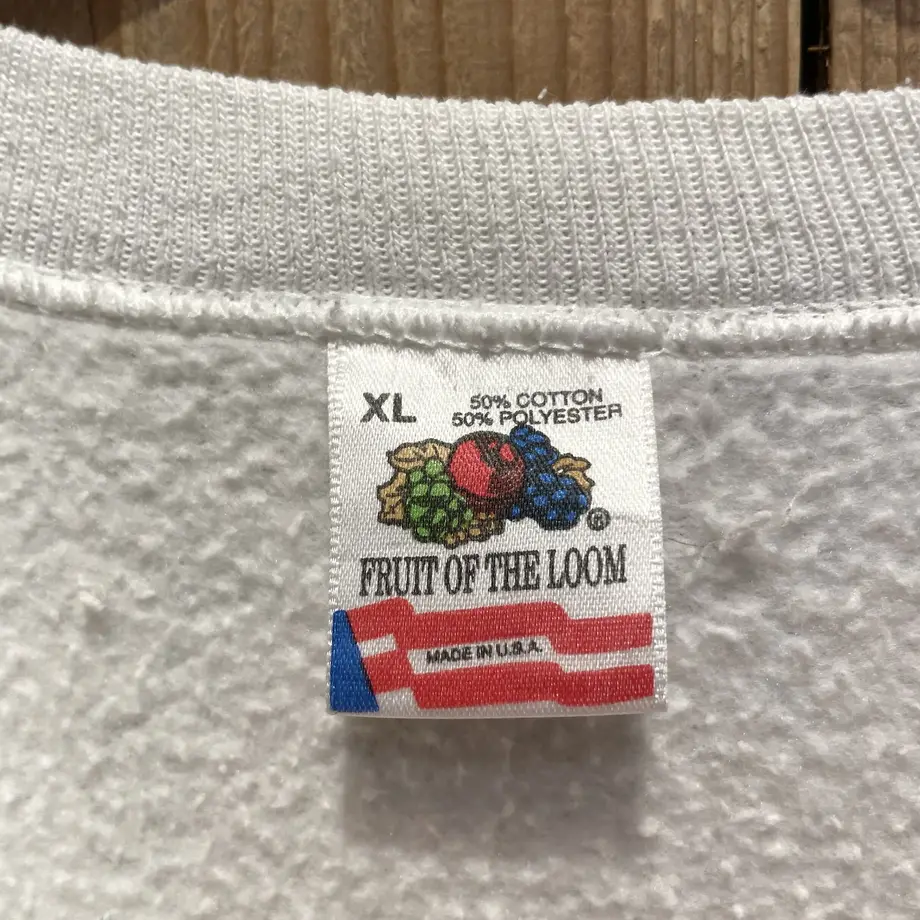 XL
50% COTTON
50% POLYESTER
®
FRUIT OF THE LOOM
MADE IN U.S.A.